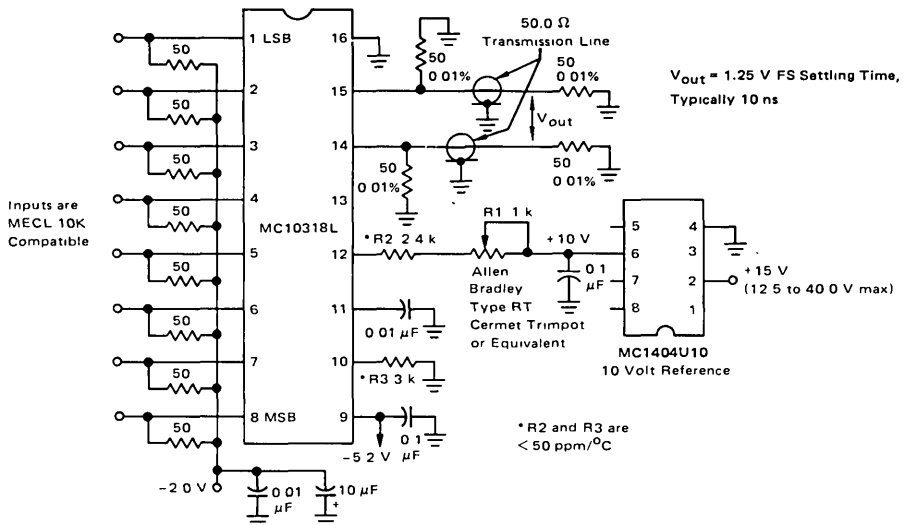 50.0 Ω
Transmission Line
1 LSB
16
50
50
0 01%
50
0 01%
Vout = 1.25 V FS Settling Time,
Typically 10 ns
2
15
50
Vout
3
14
50
50
0 01%
50
0 01%
Inputs are
MECL 10K
Compatible
4
13
50
MC10318L
5
12
50
*R2 2 4 k
R1 1 k
+10 V
Allen
Bradley
Type RT
Cermet Trimpot
or Equivalent
0 1
μF
5
4
6
3
7
2
8
1
+15 V
(12 5 to 40 0 V max)
MC1404U10
10 Volt Reference
6
11
50
0 01 μF
7
10
50
*R3 3 k
8 MSB
9
50
-5 2 V
0 1
μF
*R2 and R3 are
< 50 ppm/°C
-2 0 V
0 01
μF
10 μF
+